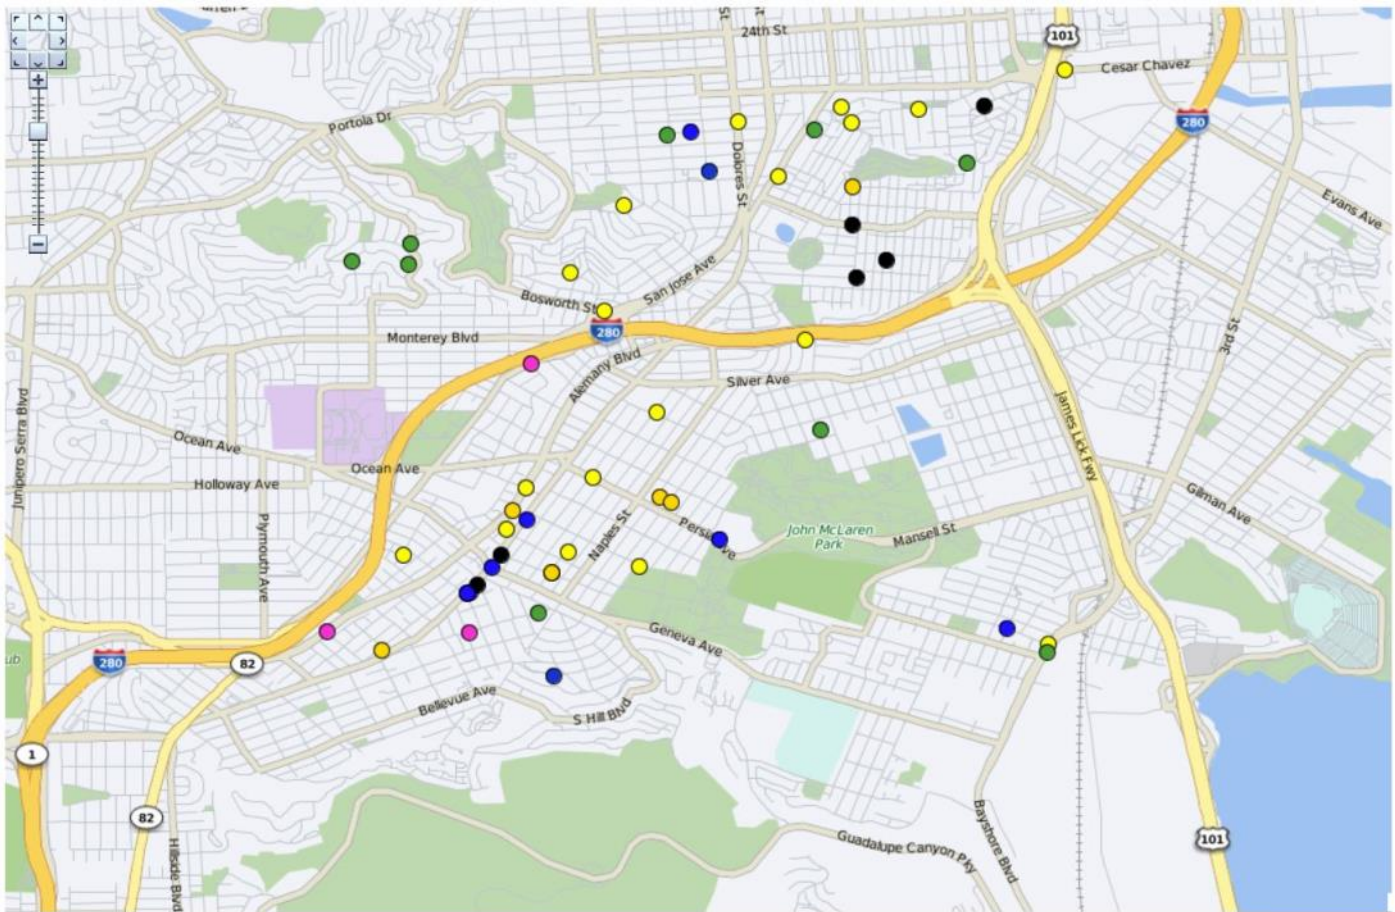 24th St
101
Cesar Chavez
280
Portola Dr
Dolores St
Evans Ave
San Jose Ave
Bosworth St
280
Monterey Blvd
Alemany Blvd
3rd St
Silver Ave
Junipero Serra Blvd
James Lick Fwy
Ocean Ave
Ocean Ave
Holloway Ave
Gilman Ave
Plymouth Ave
Naples St
John McLaren
Park
Mansell St
Geneva Ave
280
82
Bellevue Ave
S Hill Blvd
1
82
Hillside Blvd
Bayshore Blvd
Guadalupe Canyon Pky
101